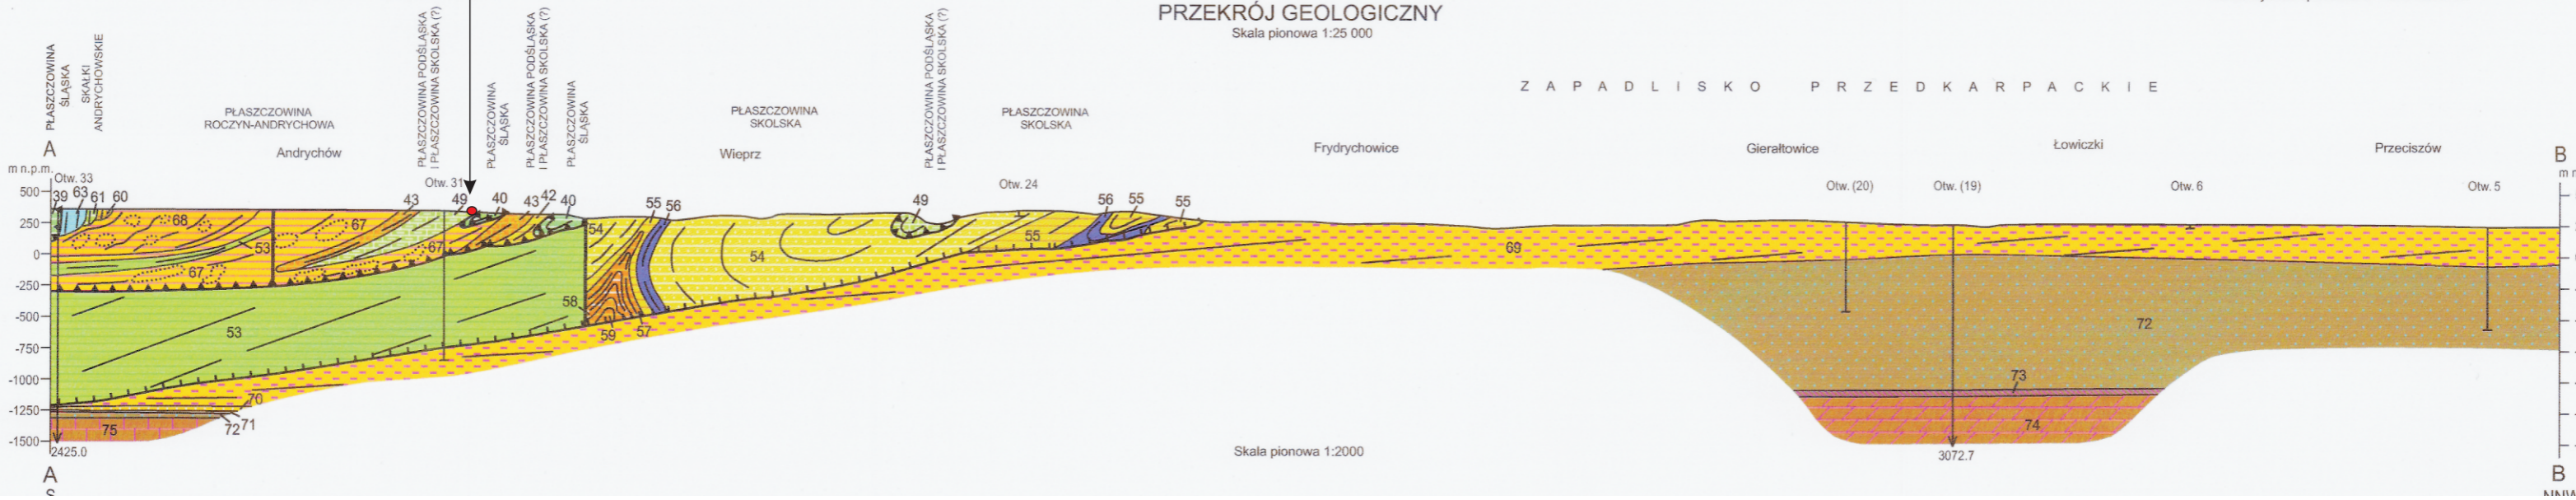 PRZEKRÓJ GEOLOGICZNY
Skala pionowa 1:25 000
PŁASZCZOWINA
ŚLĄSKA
SKAŁKI
ANDRYCHOWSKIE
PŁASZCZOWINA
ROCZYN-ANDRYCHOWA
PŁASZCZOWINA PODŚLĄSKA
I PŁASZCZOWINA SKOLSKA (?)
PŁASZCZOWINA
ŚLĄSKA
PŁASZCZOWINA PODŚLĄSKA
I PŁASZCZOWINA SKOLSKA (?)
PŁASZCZOWINA
ŚLĄSKA
PŁASZCZOWINA
SKOLSKA
PŁASZCZOWINA PODŚLĄSKA
I PŁASZCZOWINA SKOLSKA (?)
PŁASZCZOWINA
SKOLSKA
ZAPADLISKO PRZEDKARPACKIE
A
Andrychów
Wieprz
Frydrychowice
Gierałtowice
Łowiczki
Przeciszów
B
m n.p.m.
Otw. 33
Otw. 31
Otw. 24
Otw. (20)
Otw. (19)
Otw. 6
Otw. 5
500
250
0
-250
-500
-750
-1000
-1250
-1500
39 63 61 60
43 49 40 43 42 40
55 56
49
56 55 55
68 67 53 67 67
54 54 55 69
53
58 59 57
72
73
74
70
72 71
75
2425.0
3072.7
Skala pionowa 1:2000
A
S
B
NNW